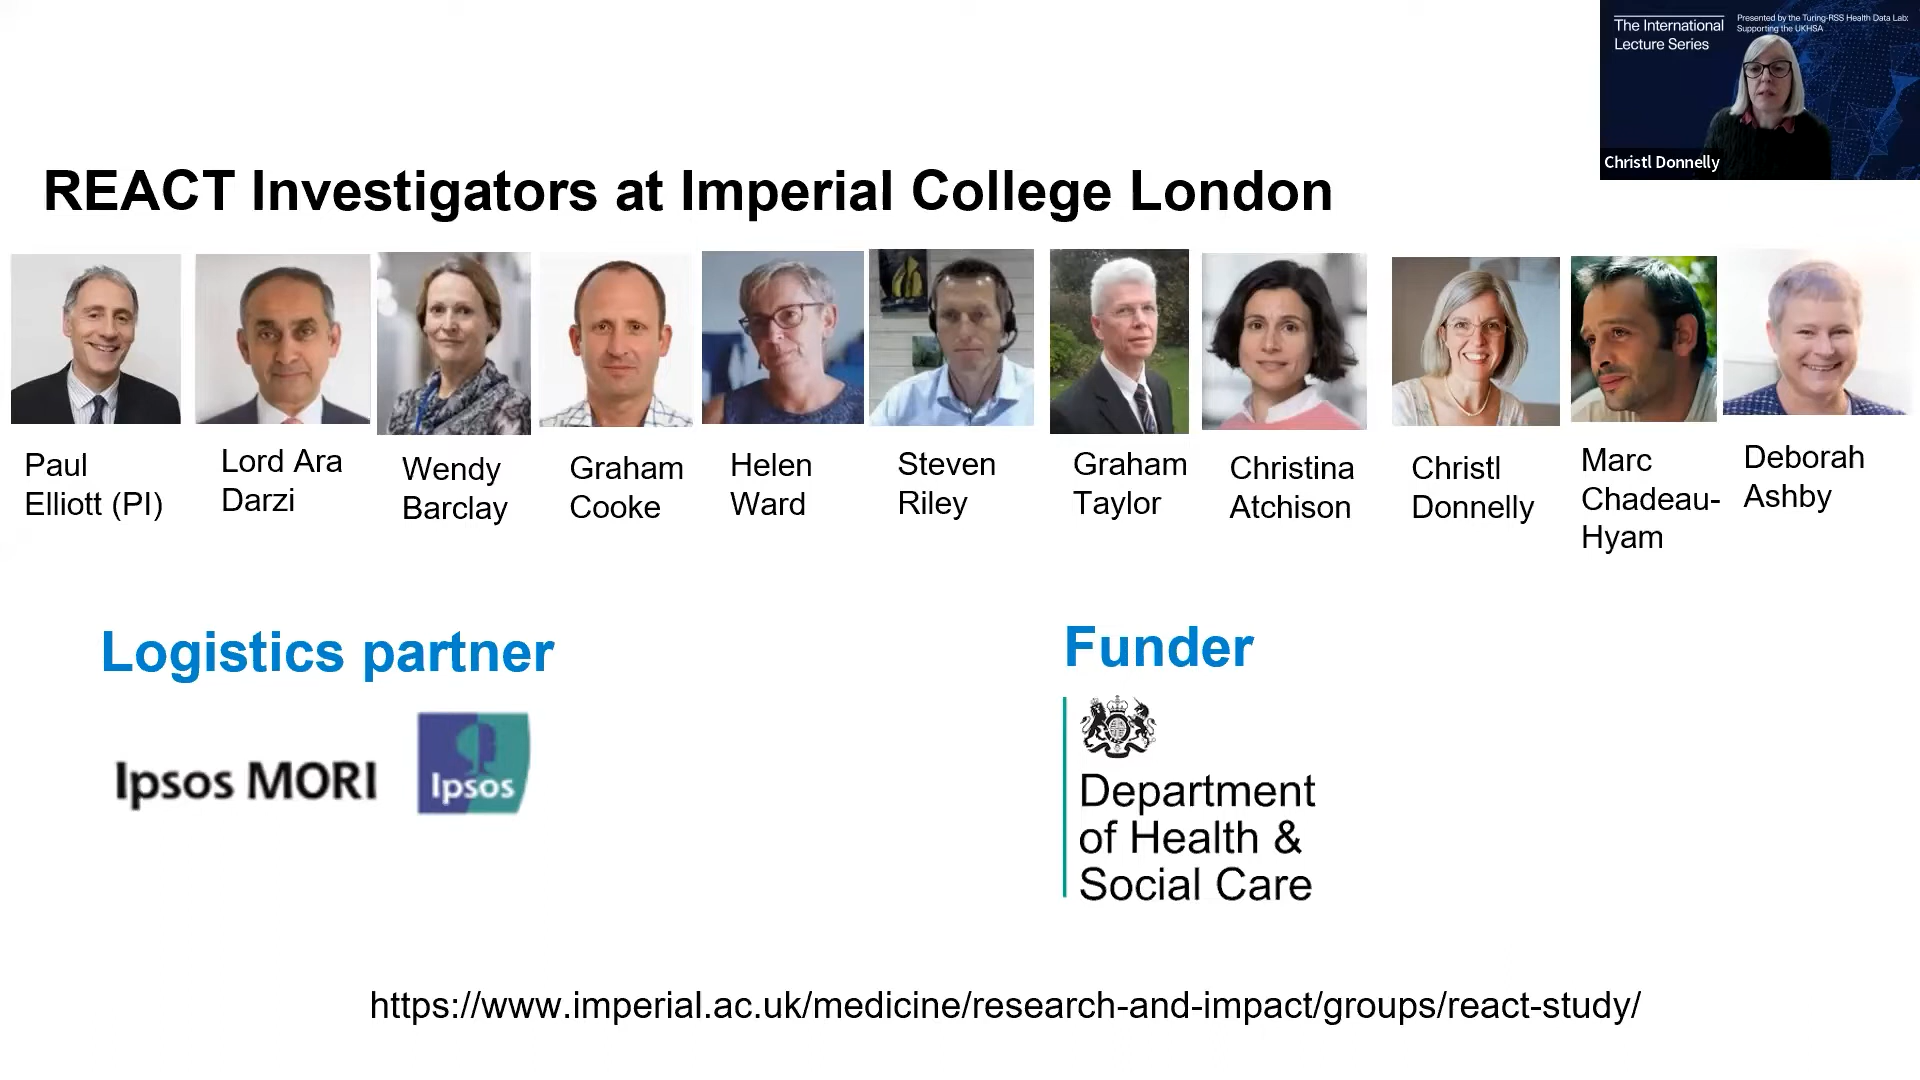 The International
Lecture Series
Presented by the Turing-RSS Health Data Lab:
Supporting the UKHSA
Christl Donnelly
REACT Investigators at Imperial College London
Paul
Elliott (PI)
Lord Ara
Darzi
Wendy
Barclay
Graham
Cooke
Helen
Ward
Steven
Riley
Graham
Taylor
Christina
Atchison
Christl
Donnelly
Marc
Chadeau-
Hyam
Deborah
Ashby
Logistics partner
Ipsos MORI
Ipsos
Funder
Department
of Health &
Social Care
https://www.imperial.ac.uk/medicine/research-and-impact/groups/react-study/